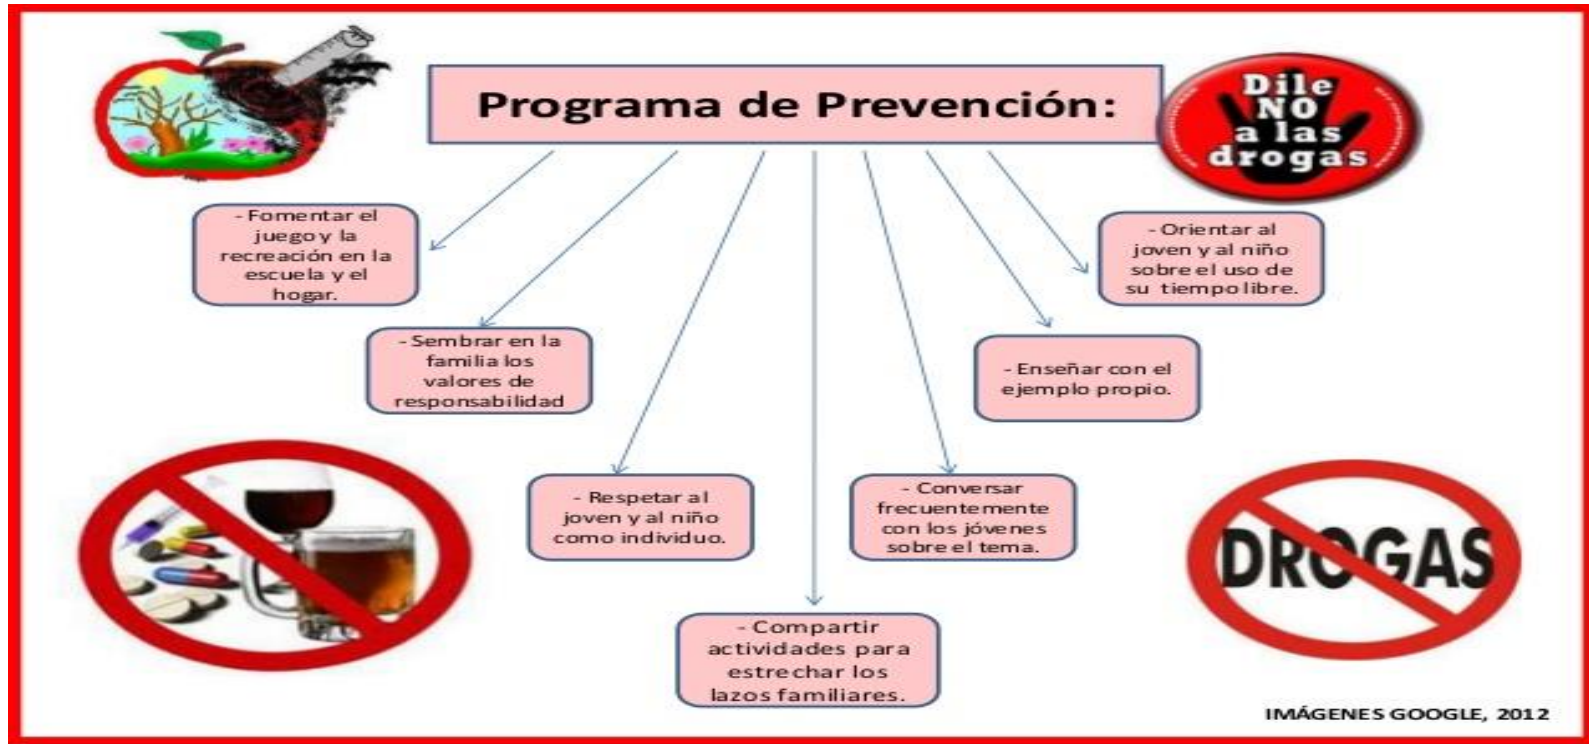 Programa de Prevención:
Dile
NO
a las
drogas
- Fomentar el
juego y la
recreación en la
escuela y el
hogar.
- Sembrar en la
familia los
valores de
responsabilidad
- Respetar al
joven y al niño
como individuo.
- Compartir
actividades para
estrechar los
lazos familiares.
- Conversar
frecuentemente
con los jóvenes
sobre el tema.
- Enseñar con el
ejemplo propio.
- Orientar al
joven y al niño
sobre el uso de
su tiempo libre.
DROGAS
IMÁGENES GOOGLE, 2012